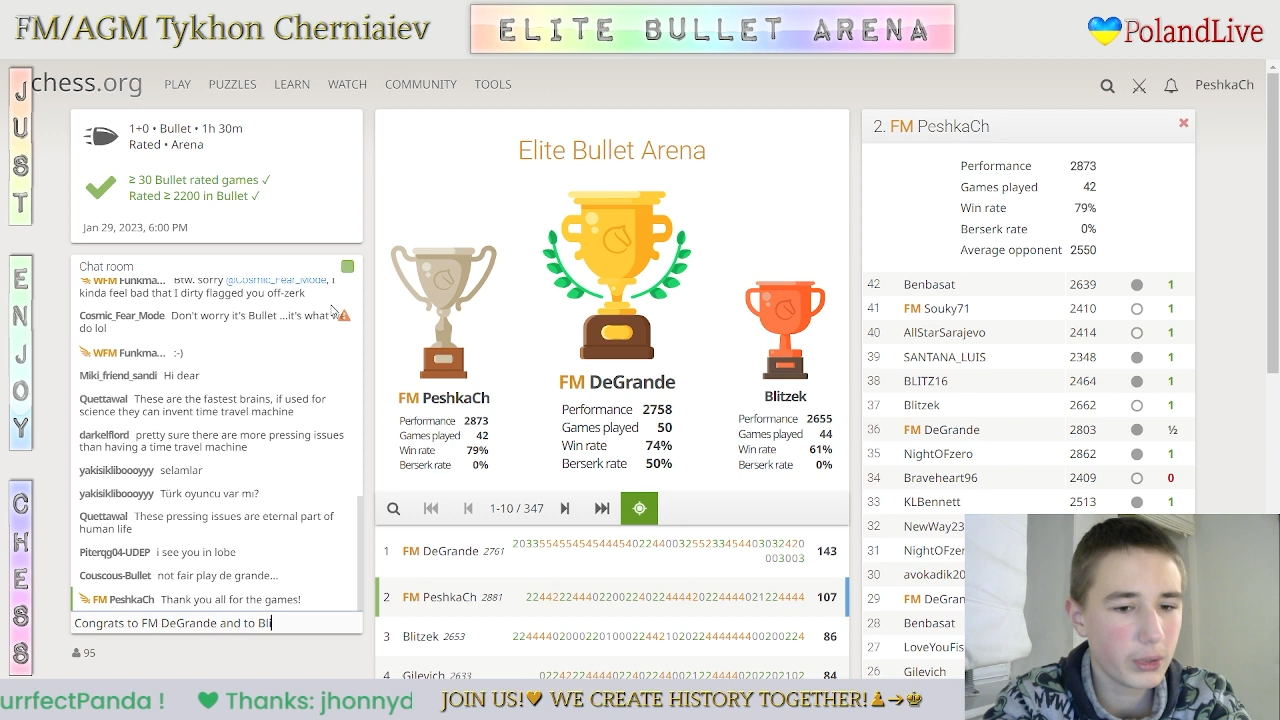 FM/AGM Tykhon Cherniaiev
ELITE BULLET ARENA
PolandLive
JUST
ENJOY
CHESS
chess.org
PLAY PUZZLES LEARN WATCH COMMUNITY TOOLS
PeshkaCh
1+0 • Bullet • 1h 30m
Rated • Arena
≥ 30 Bullet rated games ✓
Rated ≥ 2200 in Bullet ✓
Jan 29, 2023, 6:00 PM
Chat room
WFM Funkma... Btw. sorry @Cosmic_Fear_Mode, I
kinda feel bad that I dirty flagged you off-zerk
Cosmic_Fear_Mode Don't worry it's Bullet ...it's what
do lol
WFM Funkma... :-)
Miki_friend_sandi Hi dear
Quettawal These are the fastest brains, if used for
science they can invent time travel machine
darkelflord pretty sure there are more pressing issues
than having a time travel machine
yakisikliboooyyy selamlar
yakisikliboooyyy Türk oyuncu var mı?
Quettawal These pressing issues are eternal part of
human life
Piterqg04-UDEP i see you in lobe
Couscous-Bullet not fair play de grande...
FM PeshkaCh Thank you all for the games!
Congrats to FM DeGrande and to Bli
95
Elite Bullet Arena
FM PeshkaCh
Performance 2873
Games played 42
Win rate 79%
Berserk rate 0%
FM DeGrande
Performance 2758
Games played 50
Win rate 74%
Berserk rate 50%
Blitzek
Performance 2655
Games played 44
Win rate 61%
Berserk rate 0%
1-10 / 347
1 FM DeGrande 2761 143
2 FM PeshkaCh 2881 107
3 Blitzek 2653 86
4 Gilevich 2633 84
2. FM PeshkaCh
Performance 2873
Games played 42
Win rate 79%
Berserk rate 0%
Average opponent 2550
42 Benbasat 2639 1
41 FM Souky71 2410 1
40 AllStarSarajevo 2414 1
39 SANTANA_LUIS 2348 1
38 BLITZ16 2464 1
37 Blitzek 2662 1
36 FM DeGrande 2803 ½
35 NightOFzero 2862 1
34 Braveheart96 2409 0
33 KLBennett 2513 1
32 NewWay23
31 NightOFzer
30 avokadik20
29 FM DeGran
28 Benbasat
27 LoveYouFis
26 Gilevich
urrfectPanda ! Thanks: jhonnyd
JOIN US! WE CREATE HISTORY TOGETHER!